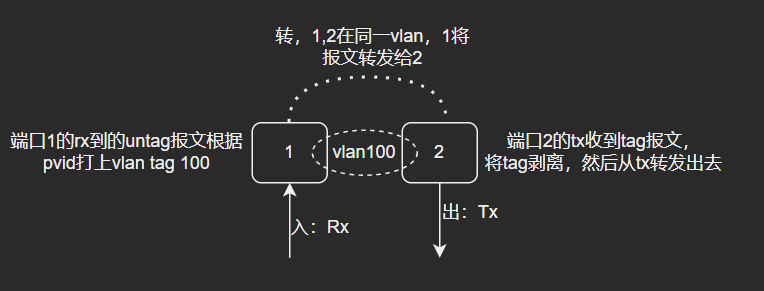 转，1,2在同一vlan，1将
报文转发给2
端口1的rx到的untag报文根据
pvid打上vlan tag 100
1
vlan100
2
端口2的tx收到tag报文，
将tag剥离，然后从tx转发出去
入：Rx
出：Tx